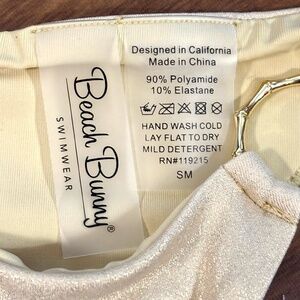 Beach Bunny®
SWIMWEAR
Designed in California
Made in China
90% Polyamide
10% Elastane
HAND WASH COLD
LAY FLAT TO DRY
MILD DETERGENT
RN#119215
SM